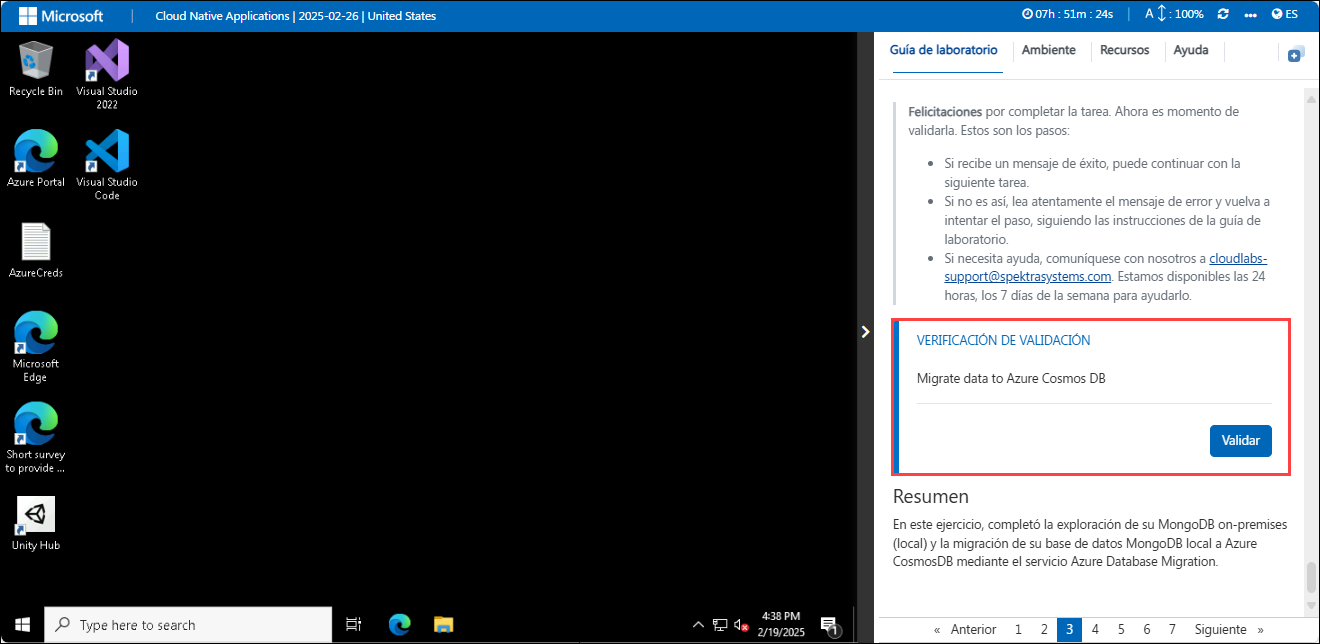 Microsoft | Cloud Native Applications | 2025-02-26 | United States
07h : 51m : 24s | A : 100% ES
Recycle Bin
Visual Studio
2022
Azure Portal
Visual Studio
Code
AzureCreds
Microsoft
Edge
Short survey
to provide ...
Unity Hub
Type here to search
4:38 PM
2/19/2025
1
Guía de laboratorio Ambiente Recursos Ayuda
Felicitaciones por completar la tarea. Ahora es momento de
validarla. Estos son los pasos:
• Si recibe un mensaje de éxito, puede continuar con la
siguiente tarea.
• Si no es así, lea atentamente el mensaje de error y vuelva a
intentar el paso, siguiendo las instrucciones de la guía de
laboratorio.
• Si necesita ayuda, comuníquese con nosotros a cloudlabs-
support@spektrasystems.com. Estamos disponibles las 24
horas, los 7 días de la semana para ayudarlo.
VERIFICACIÓN DE VALIDACIÓN
Migrate data to Azure Cosmos DB
Validar
Resumen
En este ejercicio, completó la exploración de su MongoDB on-premises
(local) y la migración de su base de datos MongoDB local a Azure
CosmosDB mediante el servicio Azure Database Migration.
« Anterior 1 2 3 4 5 6 7 Siguiente »